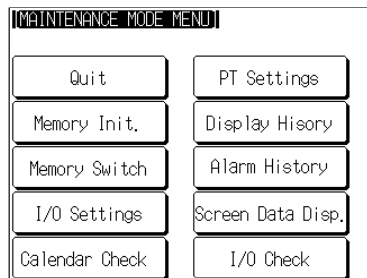 [MAINTENANCE MODE MENU]
Quit
PT Settings
Memory Init.
Display Hisory
Memory Switch
Alarm History
I/O Settings
Screen Data Disp.
Calendar Check
I/O Check